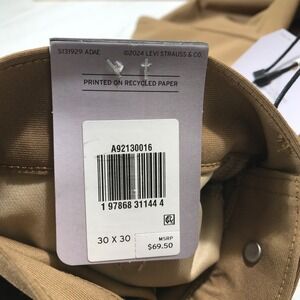 S131929 ADAE ©2024 LEVI STRAUSS & CO.
PRINTED ON RECYCLED PAPER
A92130016
1 97868 31144 4
30 X 30
MSRP
$69.50